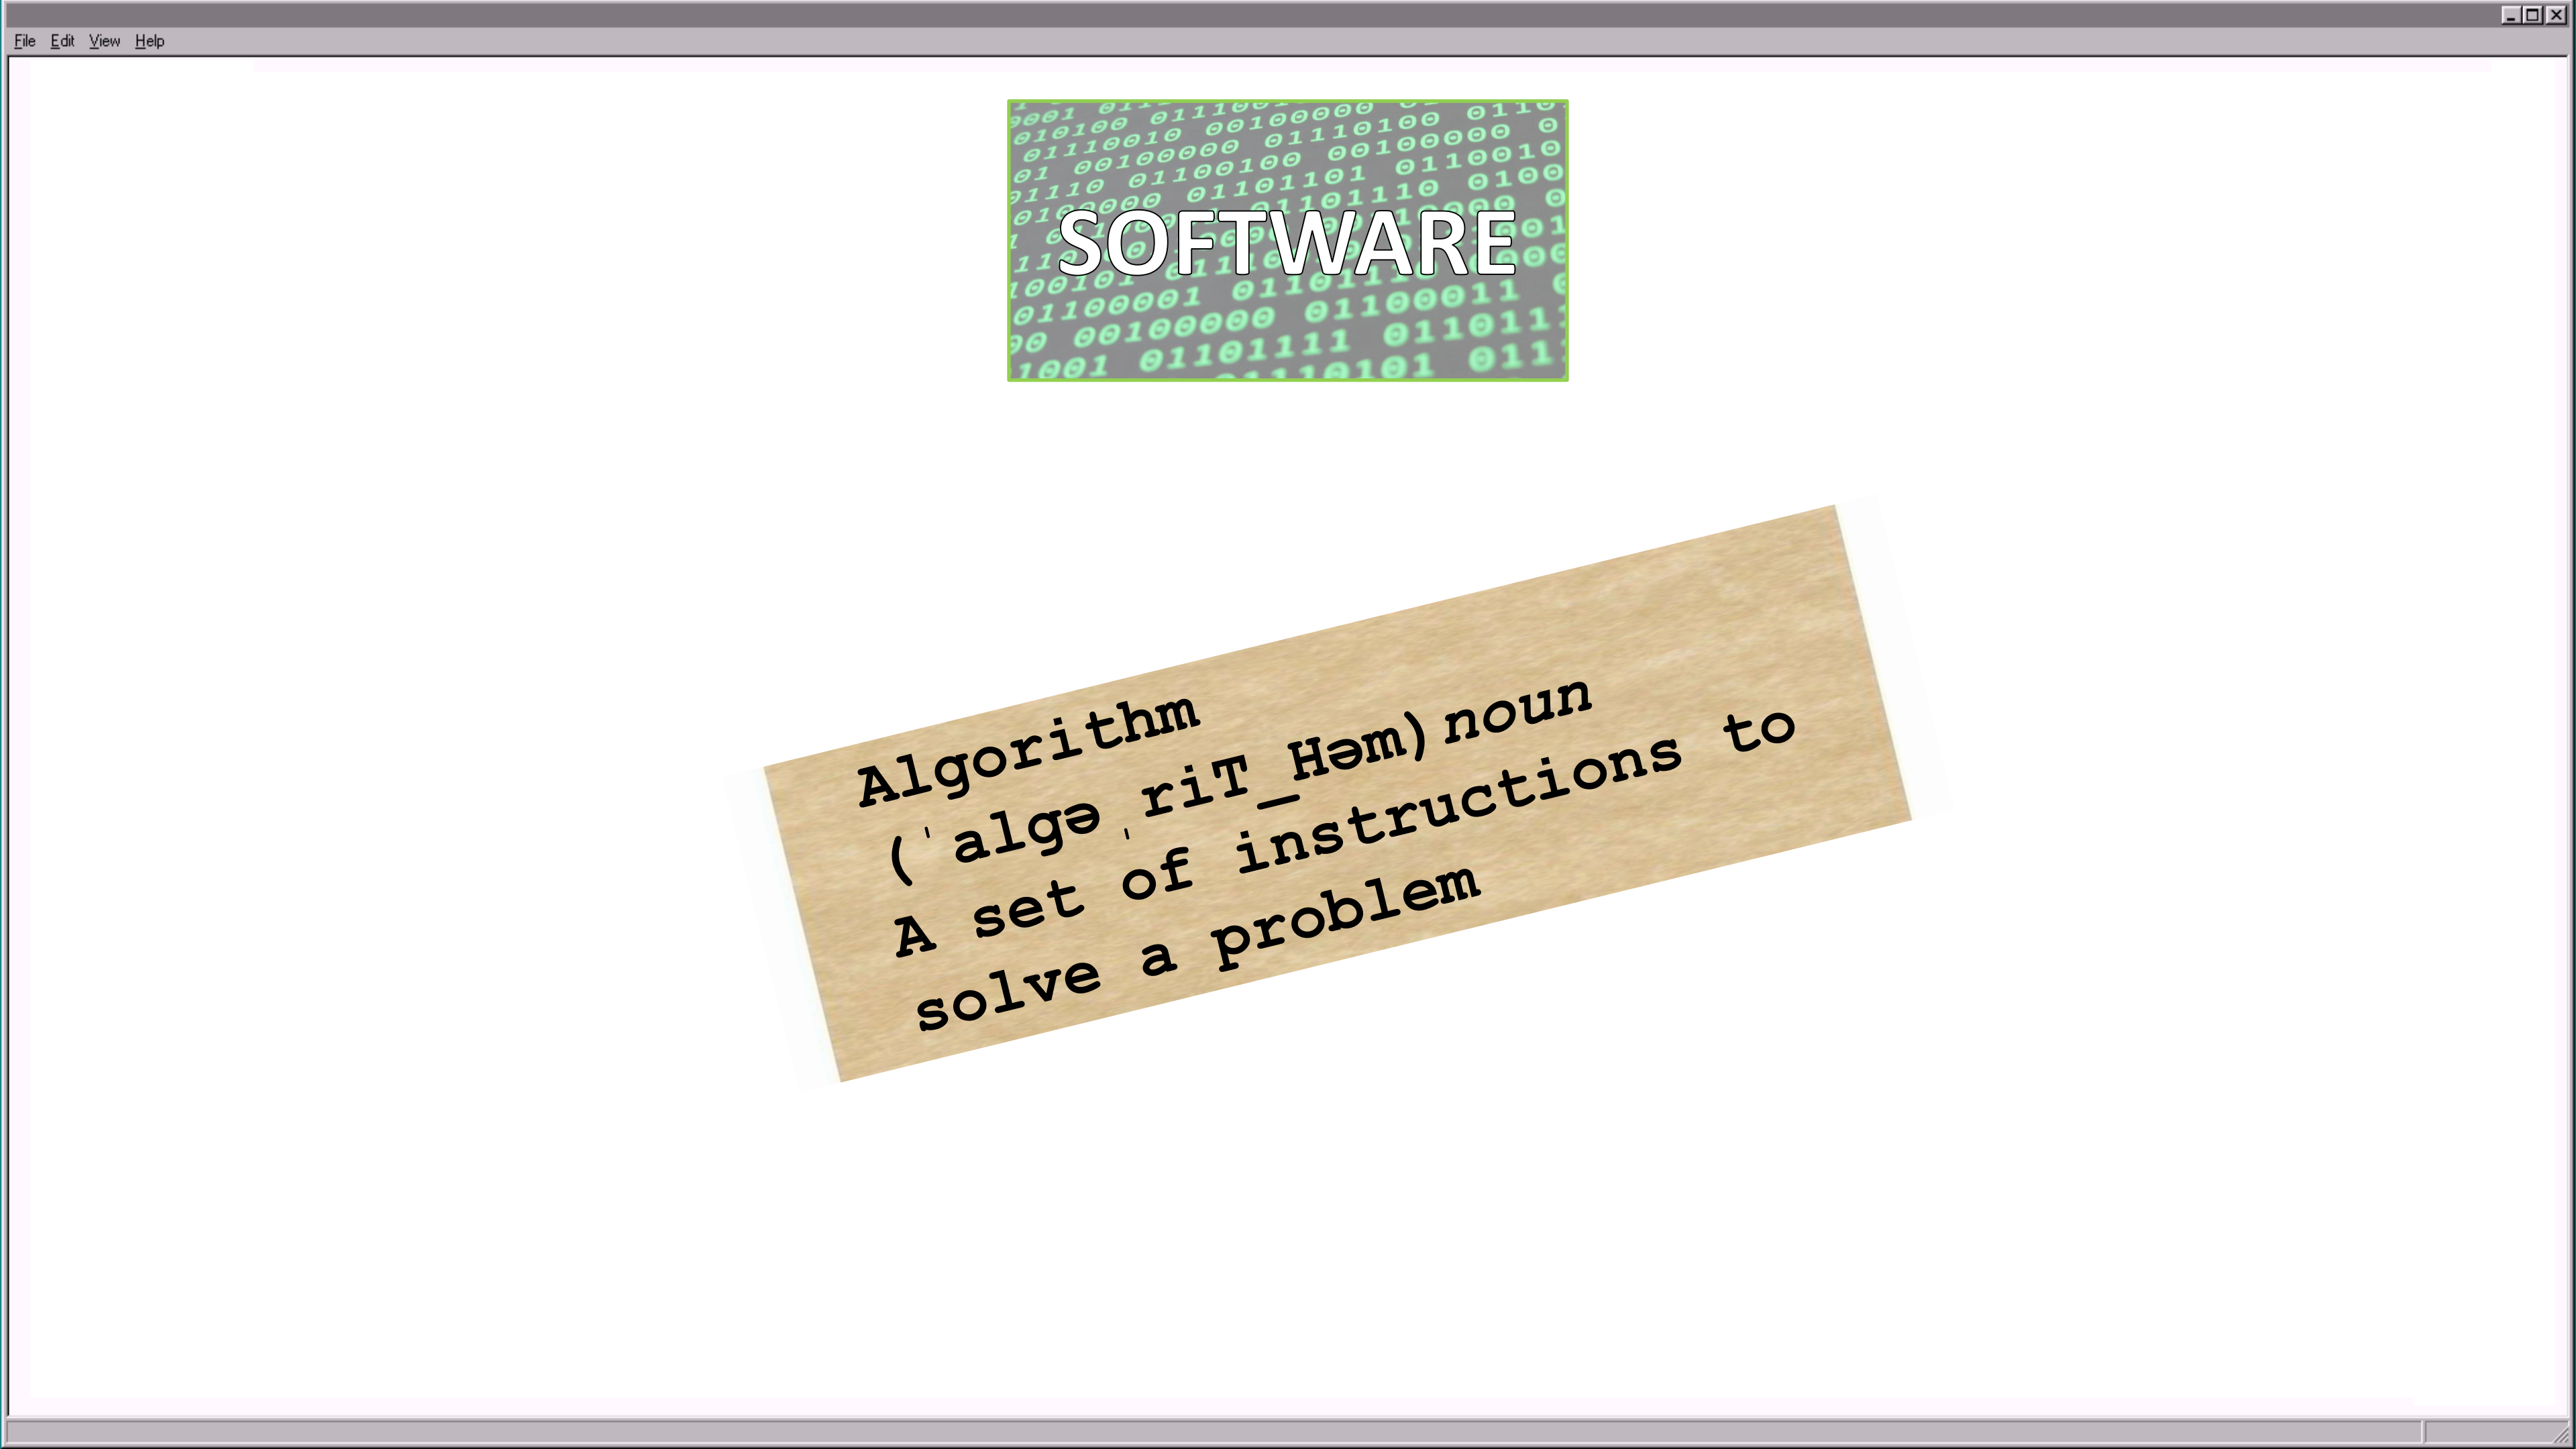 File Edit View Help
SOFTWARE
Algorithm
(ˈalgəˌriT_Həm) noun
A set of instructions to
solve a problem